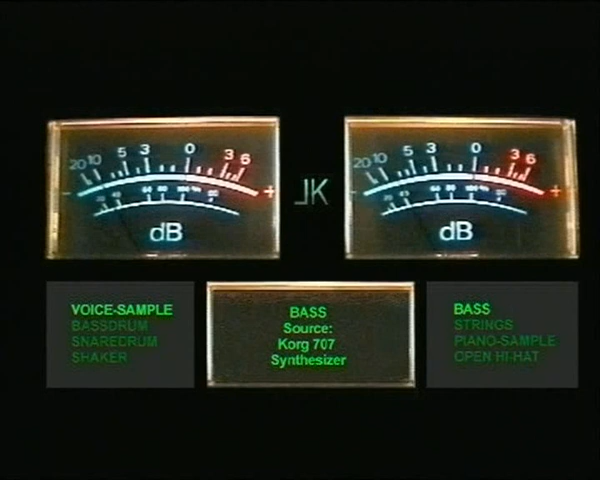 20 10 5 3 0 3 6
- +
dB
JK
20 10 5 3 0 3 6
- +
dB
VOICE-SAMPLE
BASSDRUM
SNAREDRUM
SHAKER
BASS
Source:
Korg 707
Synthesizer
BASS
STRINGS
PIANO-SAMPLE
OPEN HI-HAT